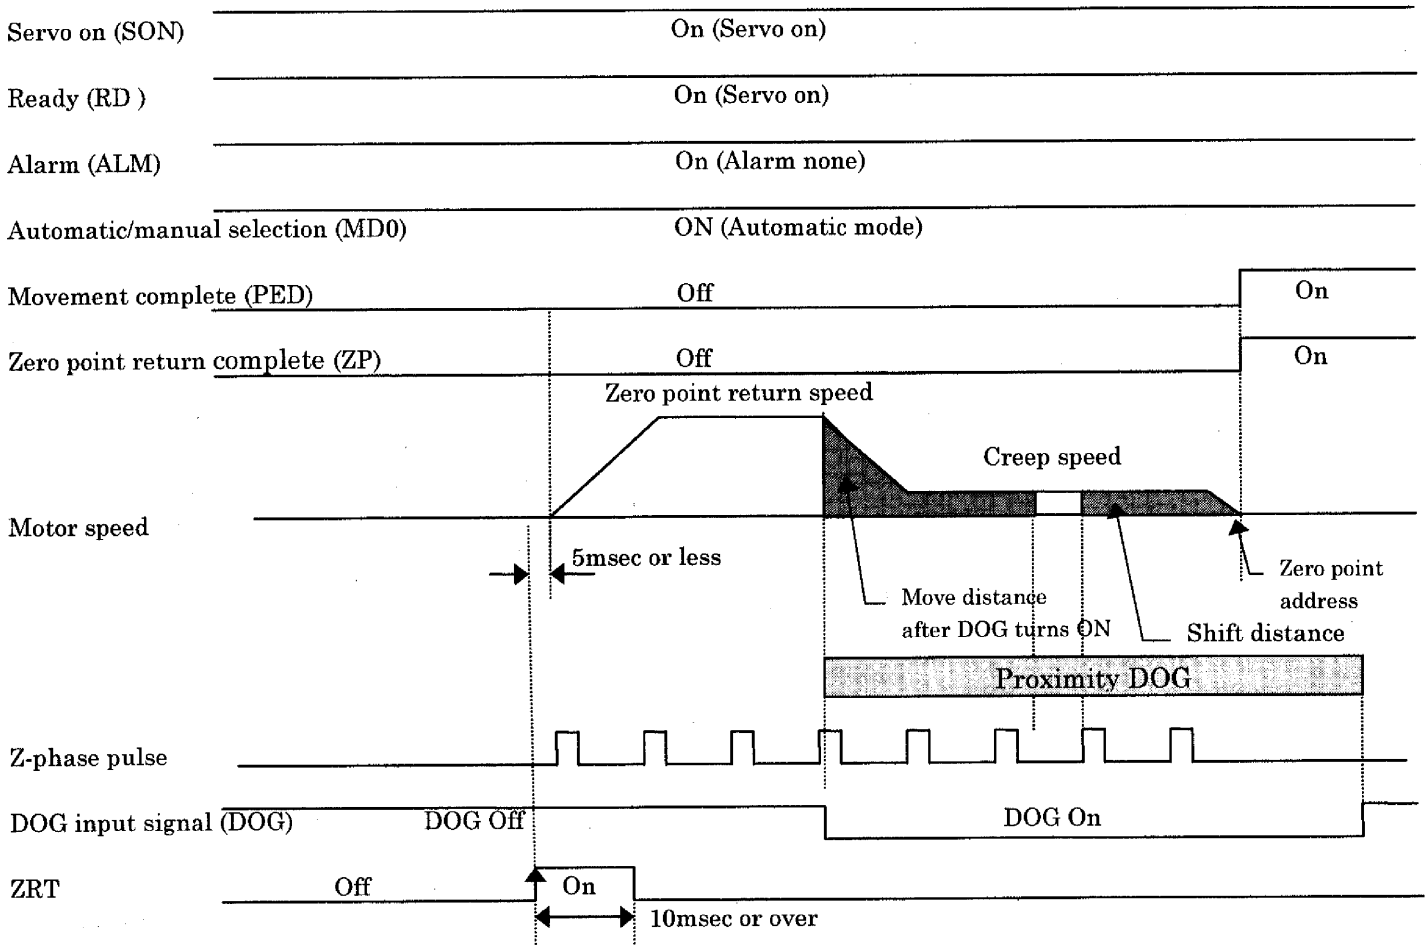 Servo on (SON) On (Servo on)
Ready (RD ) On (Servo on)
Alarm (ALM) On (Alarm none)
Automatic/manual selection (MD0) ON (Automatic mode)
Movement complete (PED) Off On
Zero point return complete (ZP) Off On
Zero point return speed
Creep speed
Motor speed
5msec or less
Zero point
address
Move distance
after DOG turns ON
Shift distance
Proximity DOG
Z-phase pulse
DOG input signal (DOG) DOG Off DOG On
ZRT Off On
10msec or over